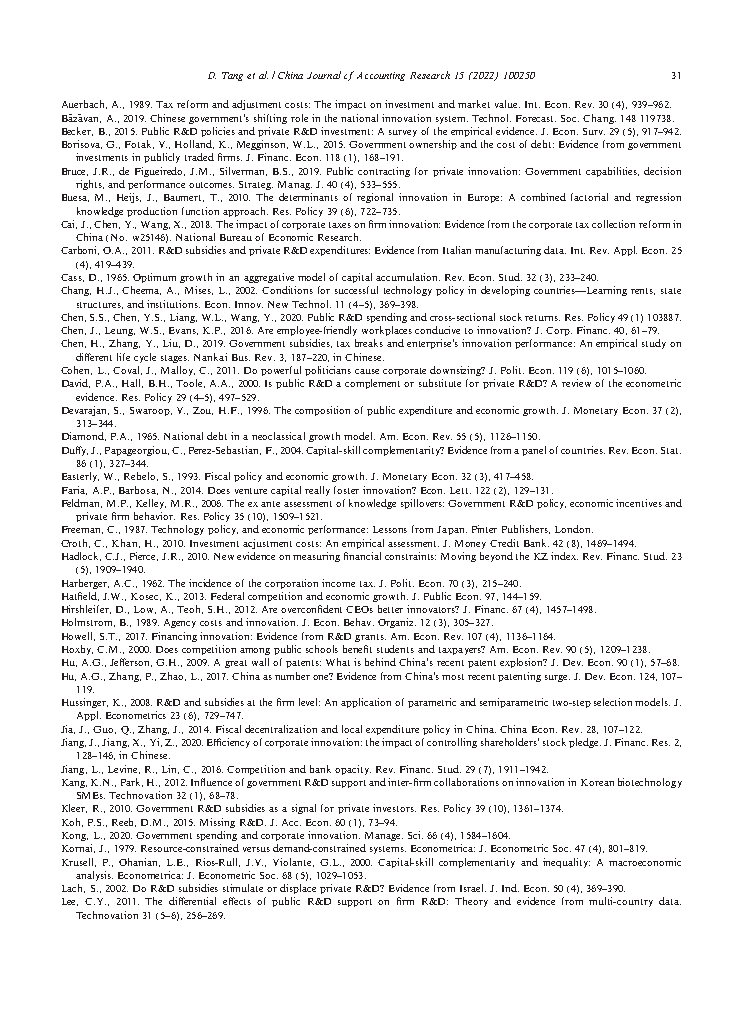 D. Tang et al. / China Journal of Accounting Research 15 (2022) 100250 31
Auerbach, A., 1989. Tax reform and adjustment costs: The impact on investment and market value. Int. Econ. Rev. 30 (4), 939–962.
Băzăvan, A., 2019. Chinese government's shifting role in the national innovation system. Technol. Forecast. Soc. Chang. 148 119738.
Becker, B., 2015. Public R&D policies and private R&D investment: A survey of the empirical evidence. J. Econ. Surv. 29 (5), 917–942.
Borisova, G., Fotak, V., Holland, K., Megginson, W.L., 2015. Government ownership and the cost of debt: Evidence from government
investments in publicly traded firms. J. Financ. Econ. 118 (1), 168–191.
Bruce, J.R., de Figueiredo, J.M., Silverman, B.S., 2019. Public contracting for private innovation: Government capabilities, decision
rights, and performance outcomes. Strateg. Manag. J. 40 (4), 533–555.
Buesa, M., Heijs, J., Baumert, T., 2010. The determinants of regional innovation in Europe: A combined factorial and regression
knowledge production function approach. Res. Policy 39 (6), 722–735.
Cai, J., Chen, Y., Wang, X., 2018. The impact of corporate taxes on firm innovation: Evidence from the corporate tax collection reform in
China (No. w25146). National Bureau of Economic Research.
Carboni, O.A., 2011. R&D subsidies and private R&D expenditures: Evidence from Italian manufacturing data. Int. Rev. Appl. Econ. 25
(4), 419–439.
Cass, D., 1965. Optimum growth in an aggregative model of capital accumulation. Rev. Econ. Stud. 32 (3), 233–240.
Chang, H.J., Cheema, A., Mises, L., 2002. Conditions for successful technology policy in developing countries—Learning rents, state
structures, and institutions. Econ. Innov. New Technol. 11 (4–5), 369–398.
Chen, S.S., Chen, Y.S., Liang, W.L., Wang, Y., 2020. Public R&D spending and cross-sectional stock returns. Res. Policy 49 (1) 103887.
Chen, J., Leung, W.S., Evans, K.P., 2016. Are employee-friendly workplaces conducive to innovation? J. Corp. Financ. 40, 61–79.
Chen, H., Zhang, Y., Liu, D., 2019. Government subsidies, tax breaks and enterprise's innovation performance: An empirical study on
different life cycle stages. Nankai Bus. Rev. 3, 187–220, in Chinese.
Cohen, L., Coval, J., Malloy, C., 2011. Do powerful politicians cause corporate downsizing? J. Polit. Econ. 119 (6), 1015–1060.
David, P.A., Hall, B.H., Toole, A.A., 2000. Is public R&D a complement or substitute for private R&D? A review of the econometric
evidence. Res. Policy 29 (4–5), 497–529.
Devarajan, S., Swaroop, V., Zou, H.F., 1996. The composition of public expenditure and economic growth. J. Monetary Econ. 37 (2),
313–344.
Diamond, P.A., 1965. National debt in a neoclassical growth model. Am. Econ. Rev. 55 (5), 1126–1150.
Duffy, J., Papageorgiou, C., Perez-Sebastian, F., 2004. Capital-skill complementarity? Evidence from a panel of countries. Rev. Econ. Stat.
86 (1), 327–344.
Easterly, W., Rebelo, S., 1993. Fiscal policy and economic growth. J. Monetary Econ. 32 (3), 417–458.
Faria, A.P., Barbosa, N., 2014. Does venture capital really foster innovation? Econ. Lett. 122 (2), 129–131.
Feldman, M.P., Kelley, M.R., 2006. The ex ante assessment of knowledge spillovers: Government R&D policy, economic incentives and
private firm behavior. Res. Policy 35 (10), 1509–1521.
Freeman, C., 1987. Technology policy, and economic performance: Lessons from Japan. Pinter Publishers, London.
Groth, C., Khan, H., 2010. Investment adjustment costs: An empirical assessment. J. Money Credit Bank. 42 (8), 1469–1494.
Hadlock, C.J., Pierce, J.R., 2010. New evidence on measuring financial constraints: Moving beyond the KZ index. Rev. Financ. Stud. 23
(5), 1909–1940.
Harberger, A.C., 1962. The incidence of the corporation income tax. J. Polit. Econ. 70 (3), 215–240.
Hatfield, J.W., Kosec, K., 2013. Federal competition and economic growth. J. Public Econ. 97, 144–159.
Hirshleifer, D., Low, A., Teoh, S.H., 2012. Are overconfident CEOs better innovators? J. Financ. 67 (4), 1457–1498.
Holmstrom, B., 1989. Agency costs and innovation. J. Econ. Behav. Organiz. 12 (3), 305–327.
Howell, S.T., 2017. Financing innovation: Evidence from R&D grants. Am. Econ. Rev. 107 (4), 1136–1164.
Hoxby, C.M., 2000. Does competition among public schools benefit students and taxpayers? Am. Econ. Rev. 90 (5), 1209–1238.
Hu, A.G., Jefferson, G.H., 2009. A great wall of patents: What is behind China's recent patent explosion? J. Dev. Econ. 90 (1), 57–68.
Hu, A.G., Zhang, P., Zhao, L., 2017. China as number one? Evidence from China's most recent patenting surge. J. Dev. Econ. 124, 107–
119.
Hussinger, K., 2008. R&D and subsidies at the firm level: An application of parametric and semiparametric two-step selection models. J.
Appl. Econometrics 23 (6), 729–747.
Jia, J., Guo, Q., Zhang, J., 2014. Fiscal decentralization and local expenditure policy in China. China Econ. Rev. 28, 107–122.
Jiang, J., Jiang, X., Yi, Z., 2020. Efficiency of corporate innovation: the impact of controlling shareholders' stock pledge. J. Financ. Res. 2,
128–146, in Chinese.
Jiang, L., Levine, R., Lin, C., 2016. Competition and bank opacity. Rev. Financ. Stud. 29 (7), 1911–1942.
Kang, K.N., Park, H., 2012. Influence of government R&D support and inter-firm collaborations on innovation in Korean biotechnology
SMEs. Technovation 32 (1), 68–78.
Kleer, R., 2010. Government R&D subsidies as a signal for private investors. Res. Policy 39 (10), 1361–1374.
Koh, P.S., Reeb, D.M., 2015. Missing R&D. J. Acc. Econ. 60 (1), 73–94.
Kong, L., 2020. Government spending and corporate innovation. Manage. Sci. 66 (4), 1584–1604.
Kornai, J., 1979. Resource-constrained versus demand-constrained systems. Econometrica: J. Econometric Soc. 47 (4), 801–819.
Krusell, P., Ohanian, L.E., Ríos-Rull, J.V., Violante, G.L., 2000. Capital-skill complementarity and inequality: A macroeconomic
analysis. Econometrica: J. Econometric Soc. 68 (5), 1029–1053.
Lach, S., 2002. Do R&D subsidies stimulate or displace private R&D? Evidence from Israel. J. Ind. Econ. 50 (4), 369–390.
Lee, C.Y., 2011. The differential effects of public R&D support on firm R&D: Theory and evidence from multi-country data.
Technovation 31 (5–6), 256–269.